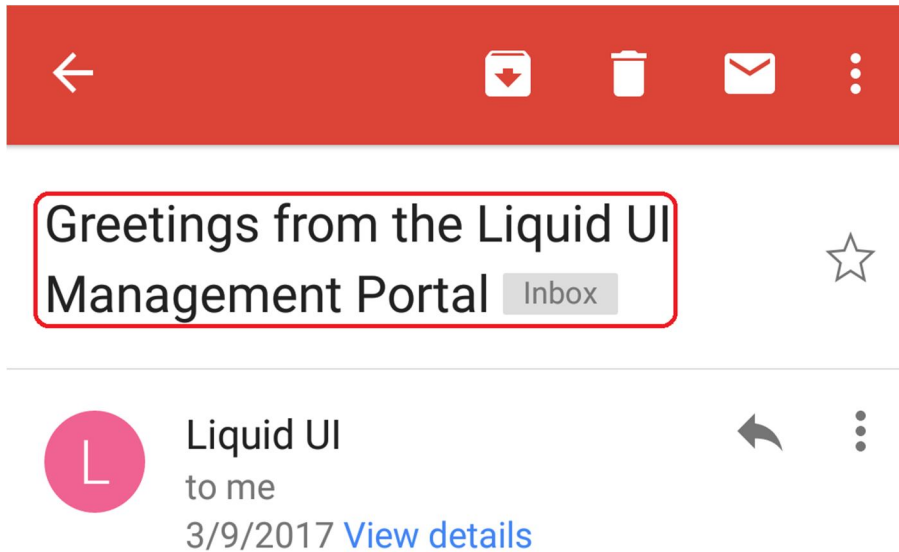 Greetings from the Liquid UI
Management Portal Inbox
L
Liquid UI
to me
3/9/2017 View details